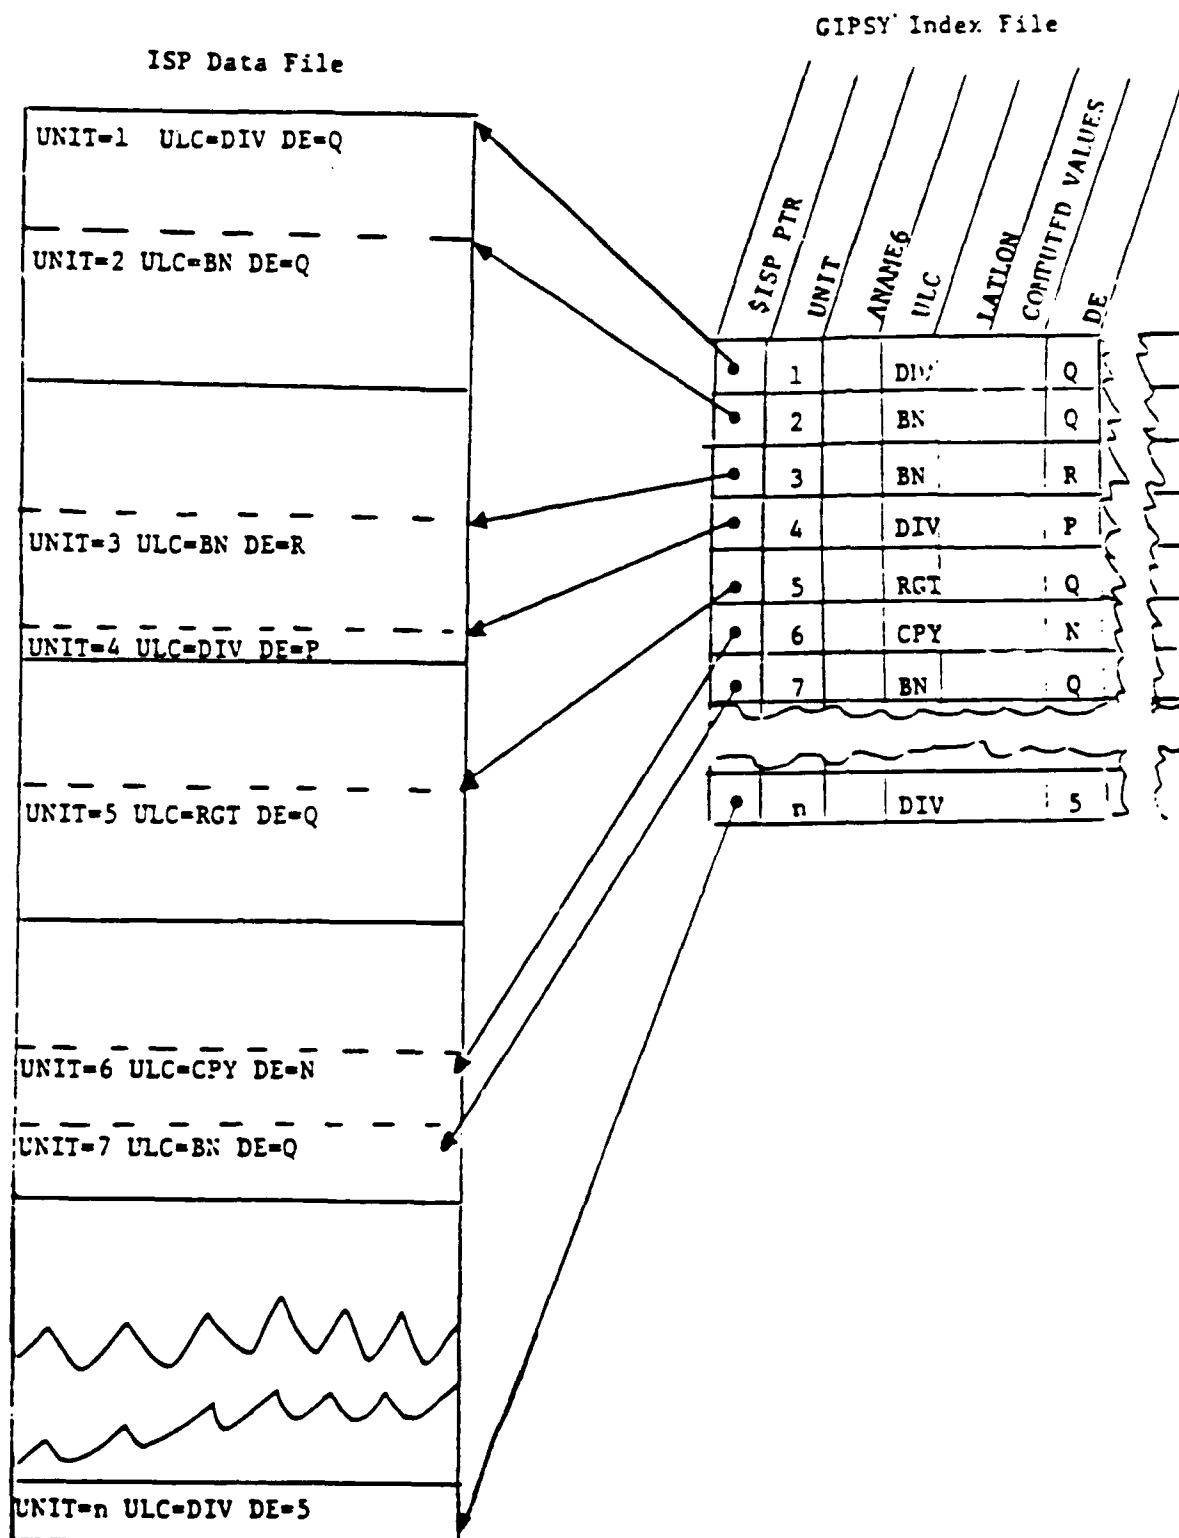 GIPSY Index File
ISP Data File
$ISP PTR
UNIT
ANAME6
ULC
LATLON
COMPUTED VALUES
DE
UNIT=1 ULC=DIV DE=Q
UNIT=2 ULC=BN DE=Q
UNIT=3 ULC=BN DE=R
UNIT=4 ULC=DIV DE=P
UNIT=5 ULC=RGT DE=Q
UNIT=6 ULC=CPY DE=N
UNIT=7 ULC=BN DE=Q
UNIT=n ULC=DIV DE=5
1 DIV Q
2 BN Q
3 BN R
4 DIV P
5 RGT Q
6 CPY N
7 BN Q
n DIV 5